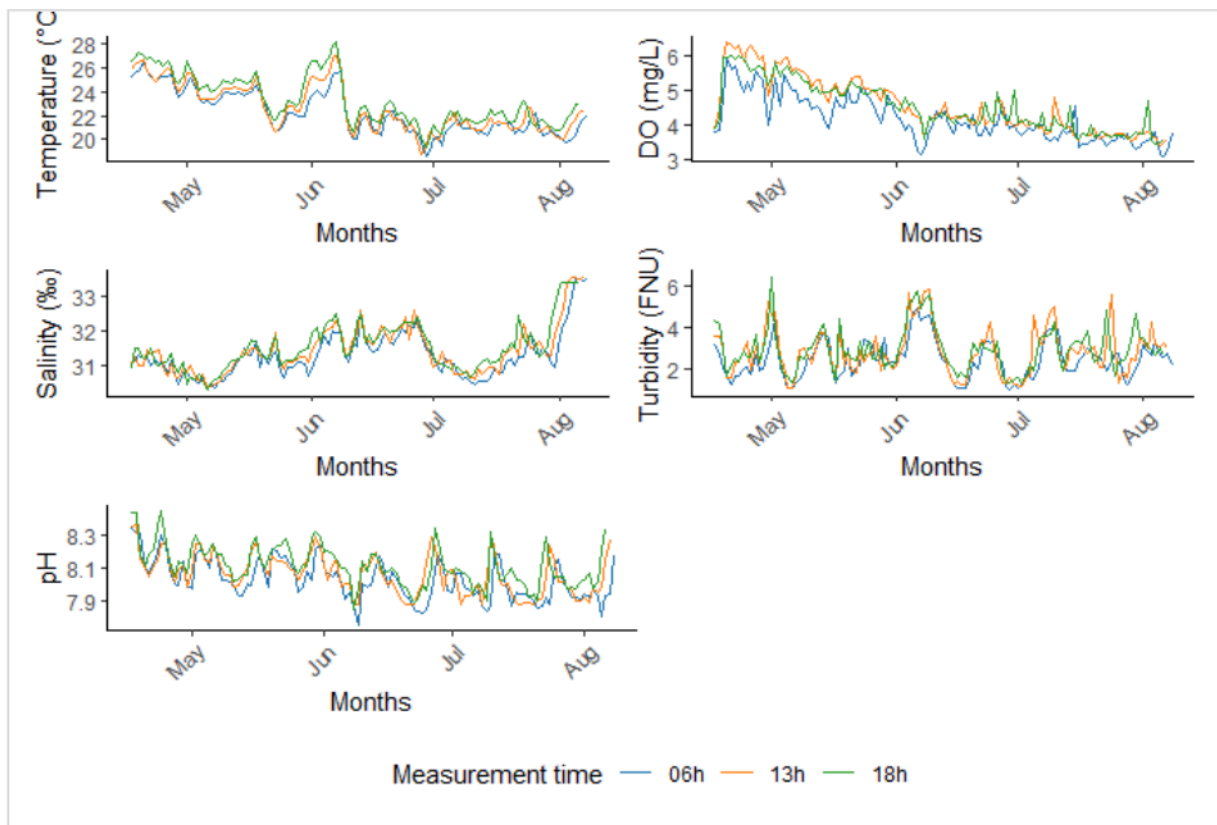 Temperature (°C)
28
26
24
22
20
May
Jun
Jul
Aug
Months
DO (mg/L)
6
5
4
3
May
Jun
Jul
Aug
Months
Salinity (‰)
33
32
31
May
Jun
Jul
Aug
Months
Turbidity (FNU)
6
4
2
May
Jun
Jul
Aug
Months
pH
8.3
8.1
7.9
May
Jun
Jul
Aug
Months
Measurement time 06h 13h 18h